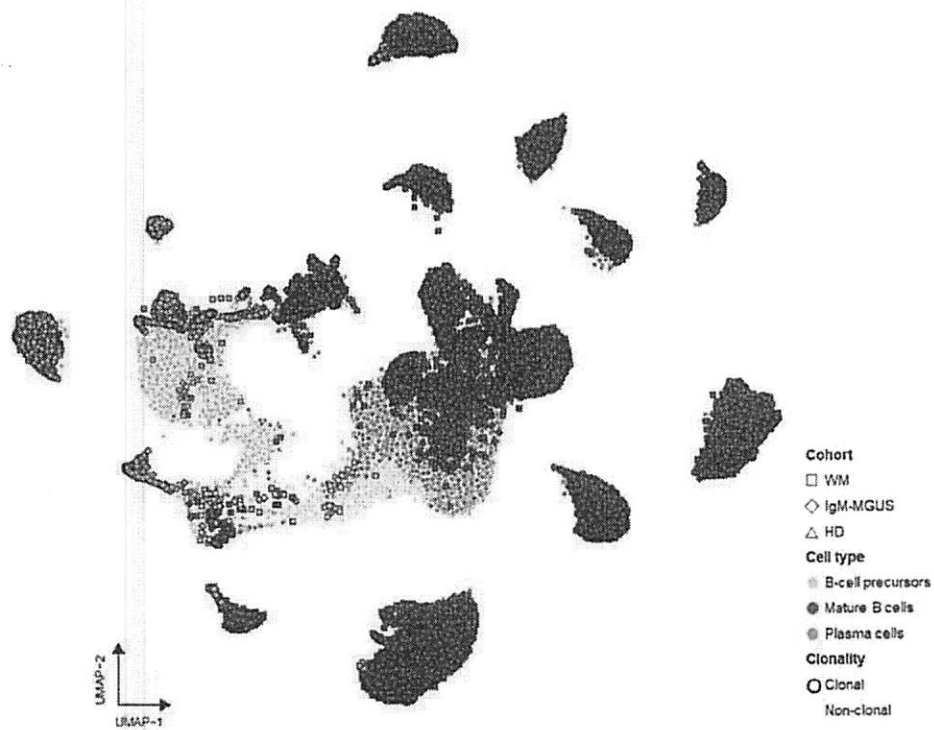 Cohort
WM
IgM-MGUS
HD
Cell type
B-cell precursors
Mature B cells
Plasma cells
Clonality
Clonal
Non-clonal
UMAP-2
UMAP-1